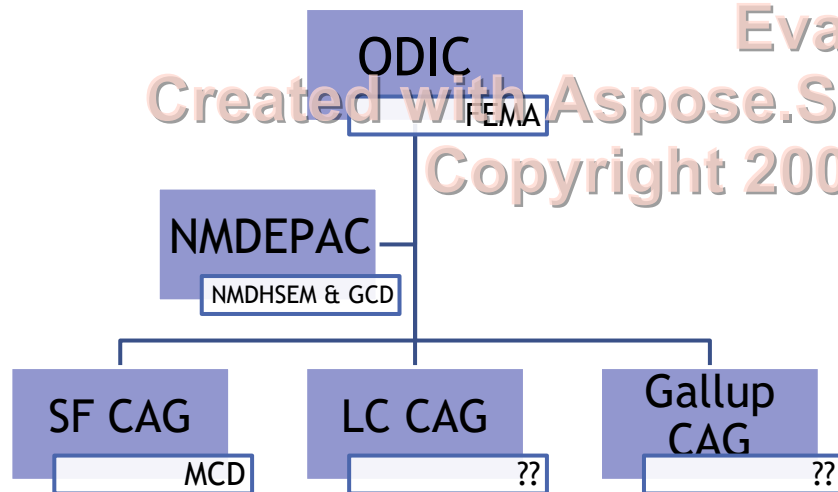 ODIC
FEMA
Eva
Created with Aspose.S
Copyright 200
NMDEPAC
NMDHSEM & GCD
SF CAG
MCD
LC CAG
??
Gallup
CAG
??